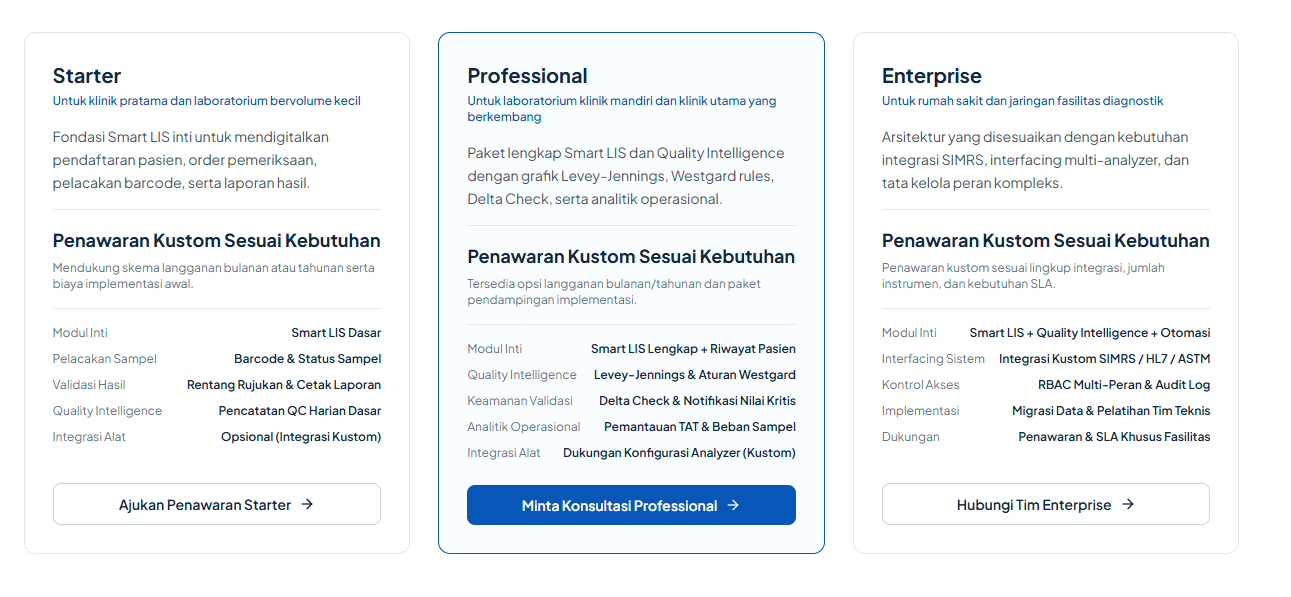 Starter
Untuk klinik pratama dan laboratorium bervolume kecil
Fondasi Smart LIS inti untuk mendigitalkan
pendaftaran pasien, order pemeriksaan,
pelacakan barcode, serta laporan hasil.
Penawaran Kustom Sesuai Kebutuhan
Mendukung skema langganan bulanan atau tahunan serta
biaya implementasi awal.
Modul Inti Smart LIS Dasar
Pelacakan Sampel Barcode & Status Sampel
Validasi Hasil Rentang Rujukan & Cetak Laporan
Quality Intelligence Pencatatan QC Harian Dasar
Integrasi Alat Opsional (Integrasi Kustom)
Ajukan Penawaran Starter →
Professional
Untuk laboratorium klinik mandiri dan klinik utama yang
berkembang
Paket lengkap Smart LIS dan Quality Intelligence
dengan grafik Levey-Jennings, Westgard rules,
Delta Check, serta analitik operasional.
Penawaran Kustom Sesuai Kebutuhan
Tersedia opsi langganan bulanan/tahunan dan paket
pendampingan implementasi.
Modul Inti Smart LIS Lengkap + Riwayat Pasien
Quality Intelligence Levey-Jennings & Aturan Westgard
Keamanan Validasi Delta Check & Notifikasi Nilai Kritis
Analitik Operasional Pemantauan TAT & Beban Sampel
Integrasi Alat Dukungan Konfigurasi Analyzer (Kustom)
Minta Konsultasi Professional →
Enterprise
Untuk rumah sakit dan jaringan fasilitas diagnostik
Arsitektur yang disesuaikan dengan kebutuhan
integrasi SIMRS, interfacing multi-analyzer, dan
tata kelola peran kompleks.
Penawaran Kustom Sesuai Kebutuhan
Penawaran kustom sesuai lingkup integrasi, jumlah
instrumen, dan kebutuhan SLA.
Modul Inti Smart LIS + Quality Intelligence + Otomasi
Interfacing Sistem Integrasi Kustom SIMRS / HL7 / ASTM
Kontrol Akses RBAC Multi-Peran & Audit Log
Implementasi Migrasi Data & Pelatihan Tim Teknis
Dukungan Penawaran & SLA Khusus Fasilitas
Hubungi Tim Enterprise →